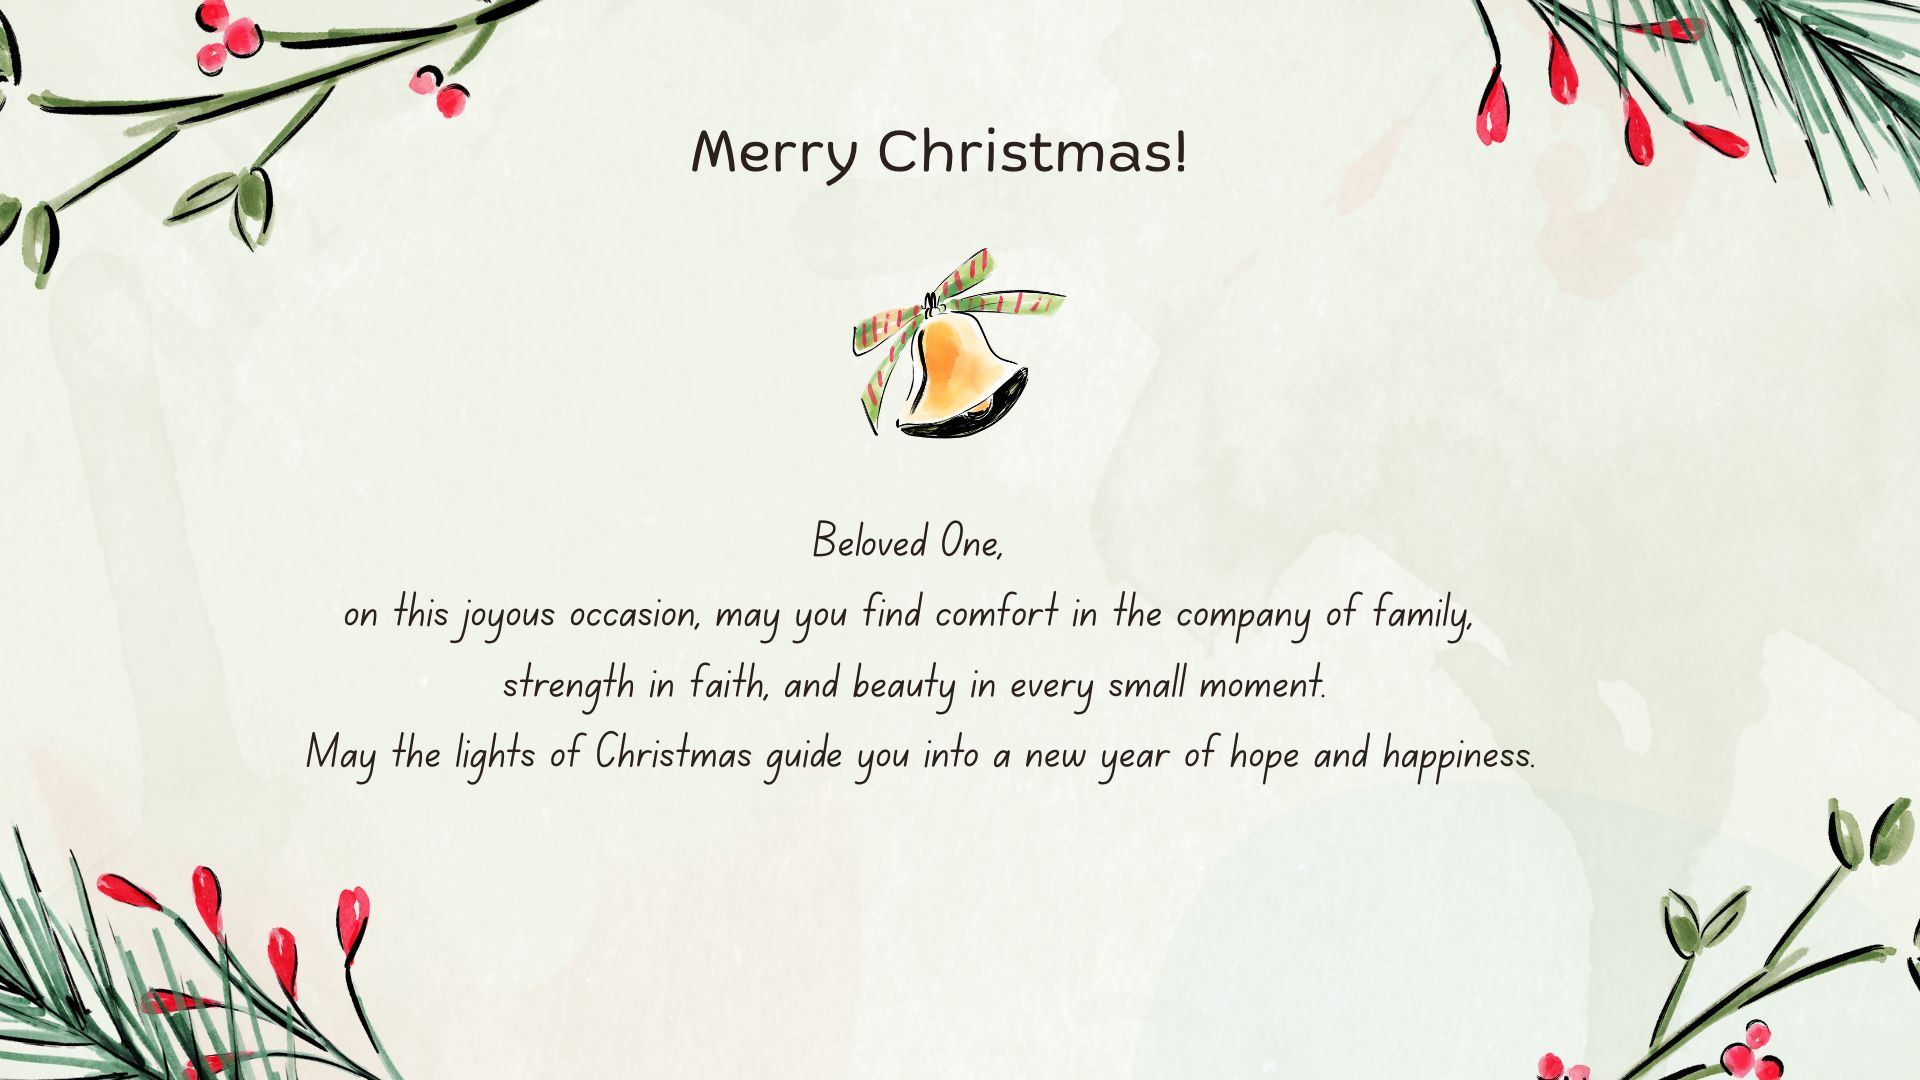 Merry Christmas!
Beloved One,
on this joyous occasion, may you find comfort in the company of family,
strength in faith, and beauty in every small moment.
May the lights of Christmas guide you into a new year of hope and happiness.